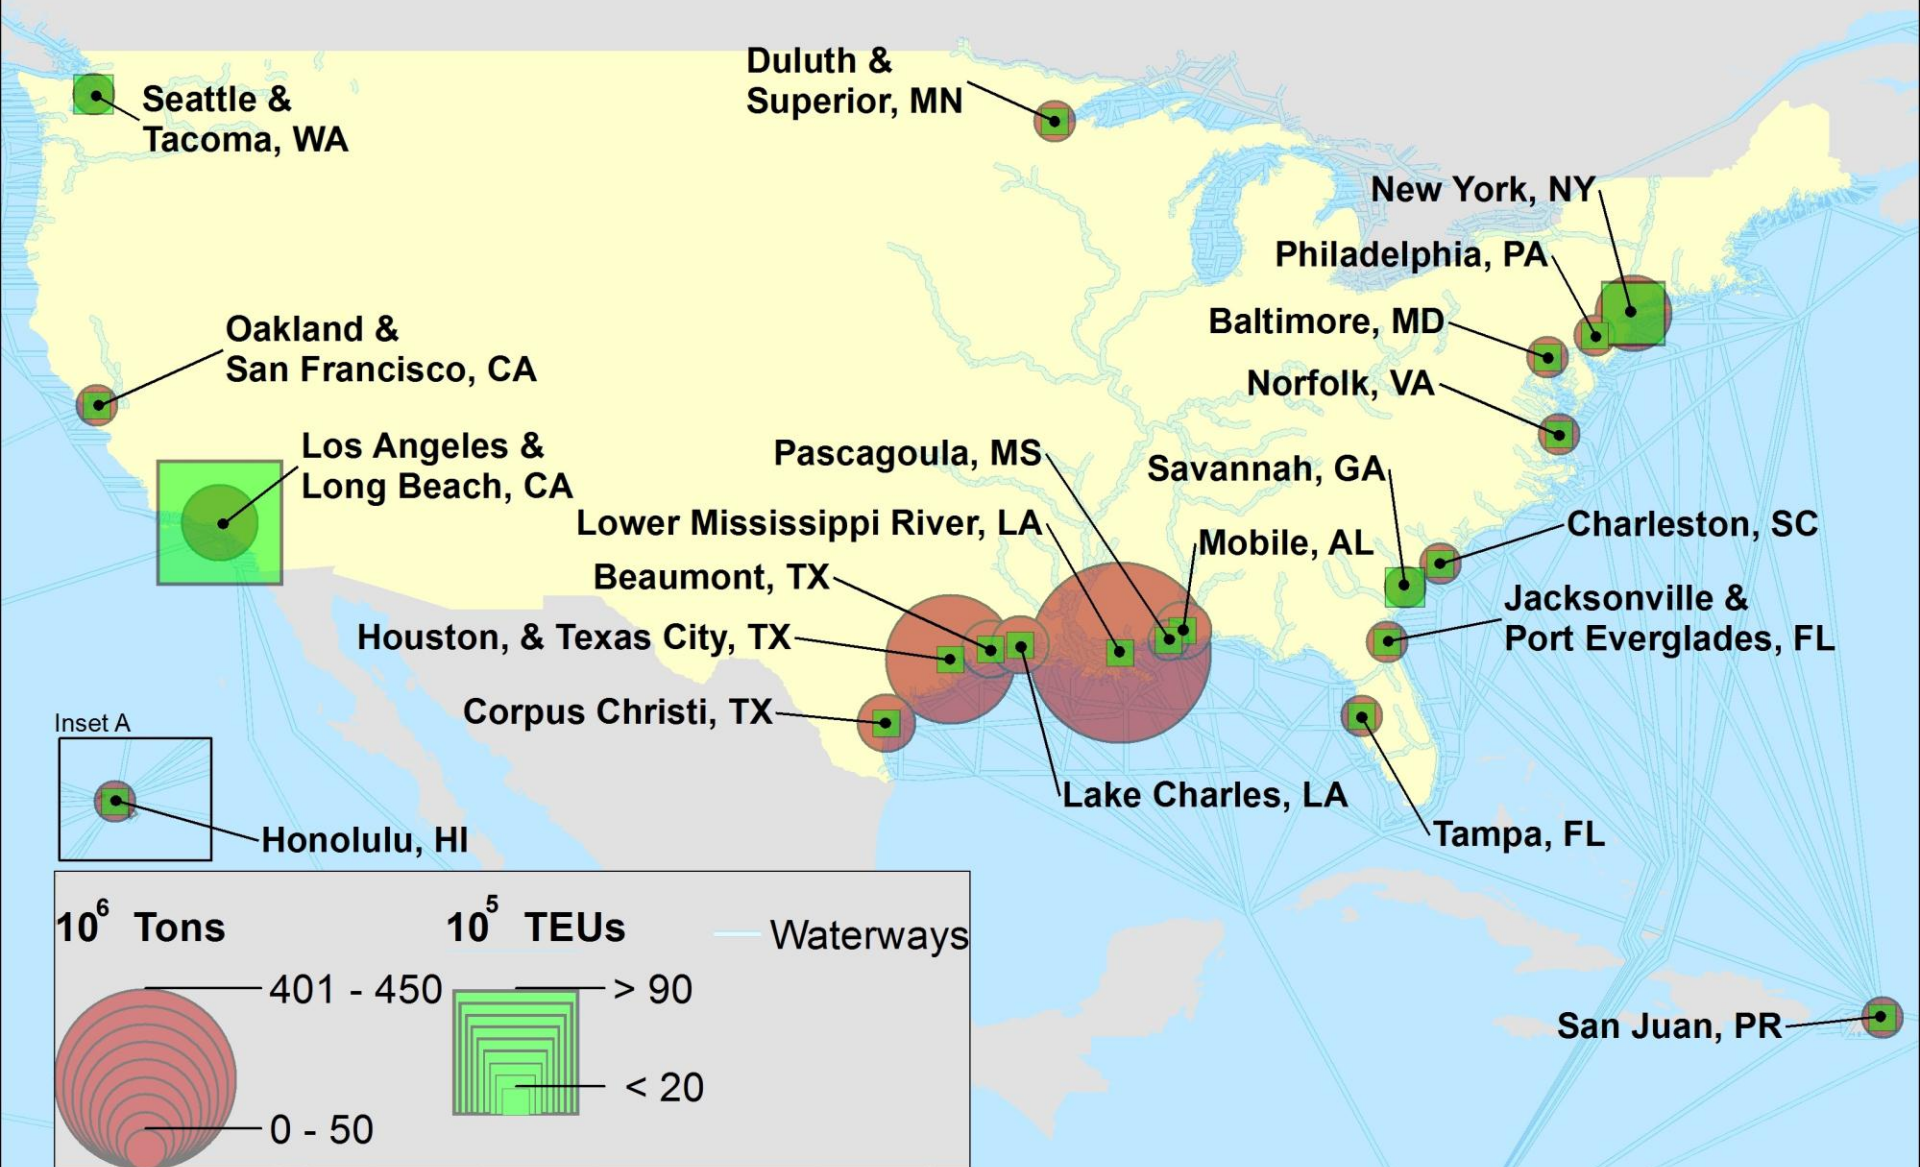 Duluth &
Superior, MN
Seattle &
Tacoma, WA
New York, NY
Philadelphia, PA
Baltimore, MD
Oakland &
San Francisco, CA
Norfolk, VA
Los Angeles &
Long Beach, CA
Pascagoula, MS
Savannah, GA
Lower Mississippi River, LA
Charleston, SC
Mobile, AL
Beaumont, TX
Jacksonville &
Port Everglades, FL
Houston, & Texas City, TX
Corpus Christi, TX
Inset A
Lake Charles, LA
Tampa, FL
Honolulu, HI
10⁶ Tons
10⁵ TEUs
Waterways
401 - 450
> 90
San Juan, PR
< 20
0 - 50